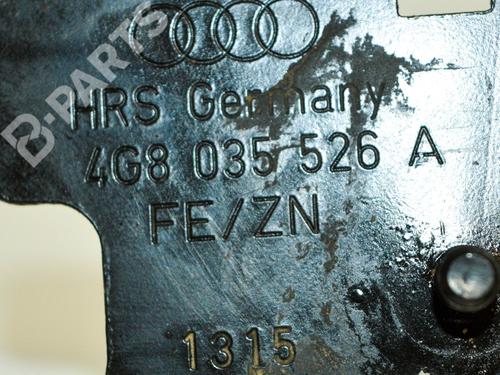 B-PARTS
HRS Germany
4G8 035 526 A
FE/ZN
1315